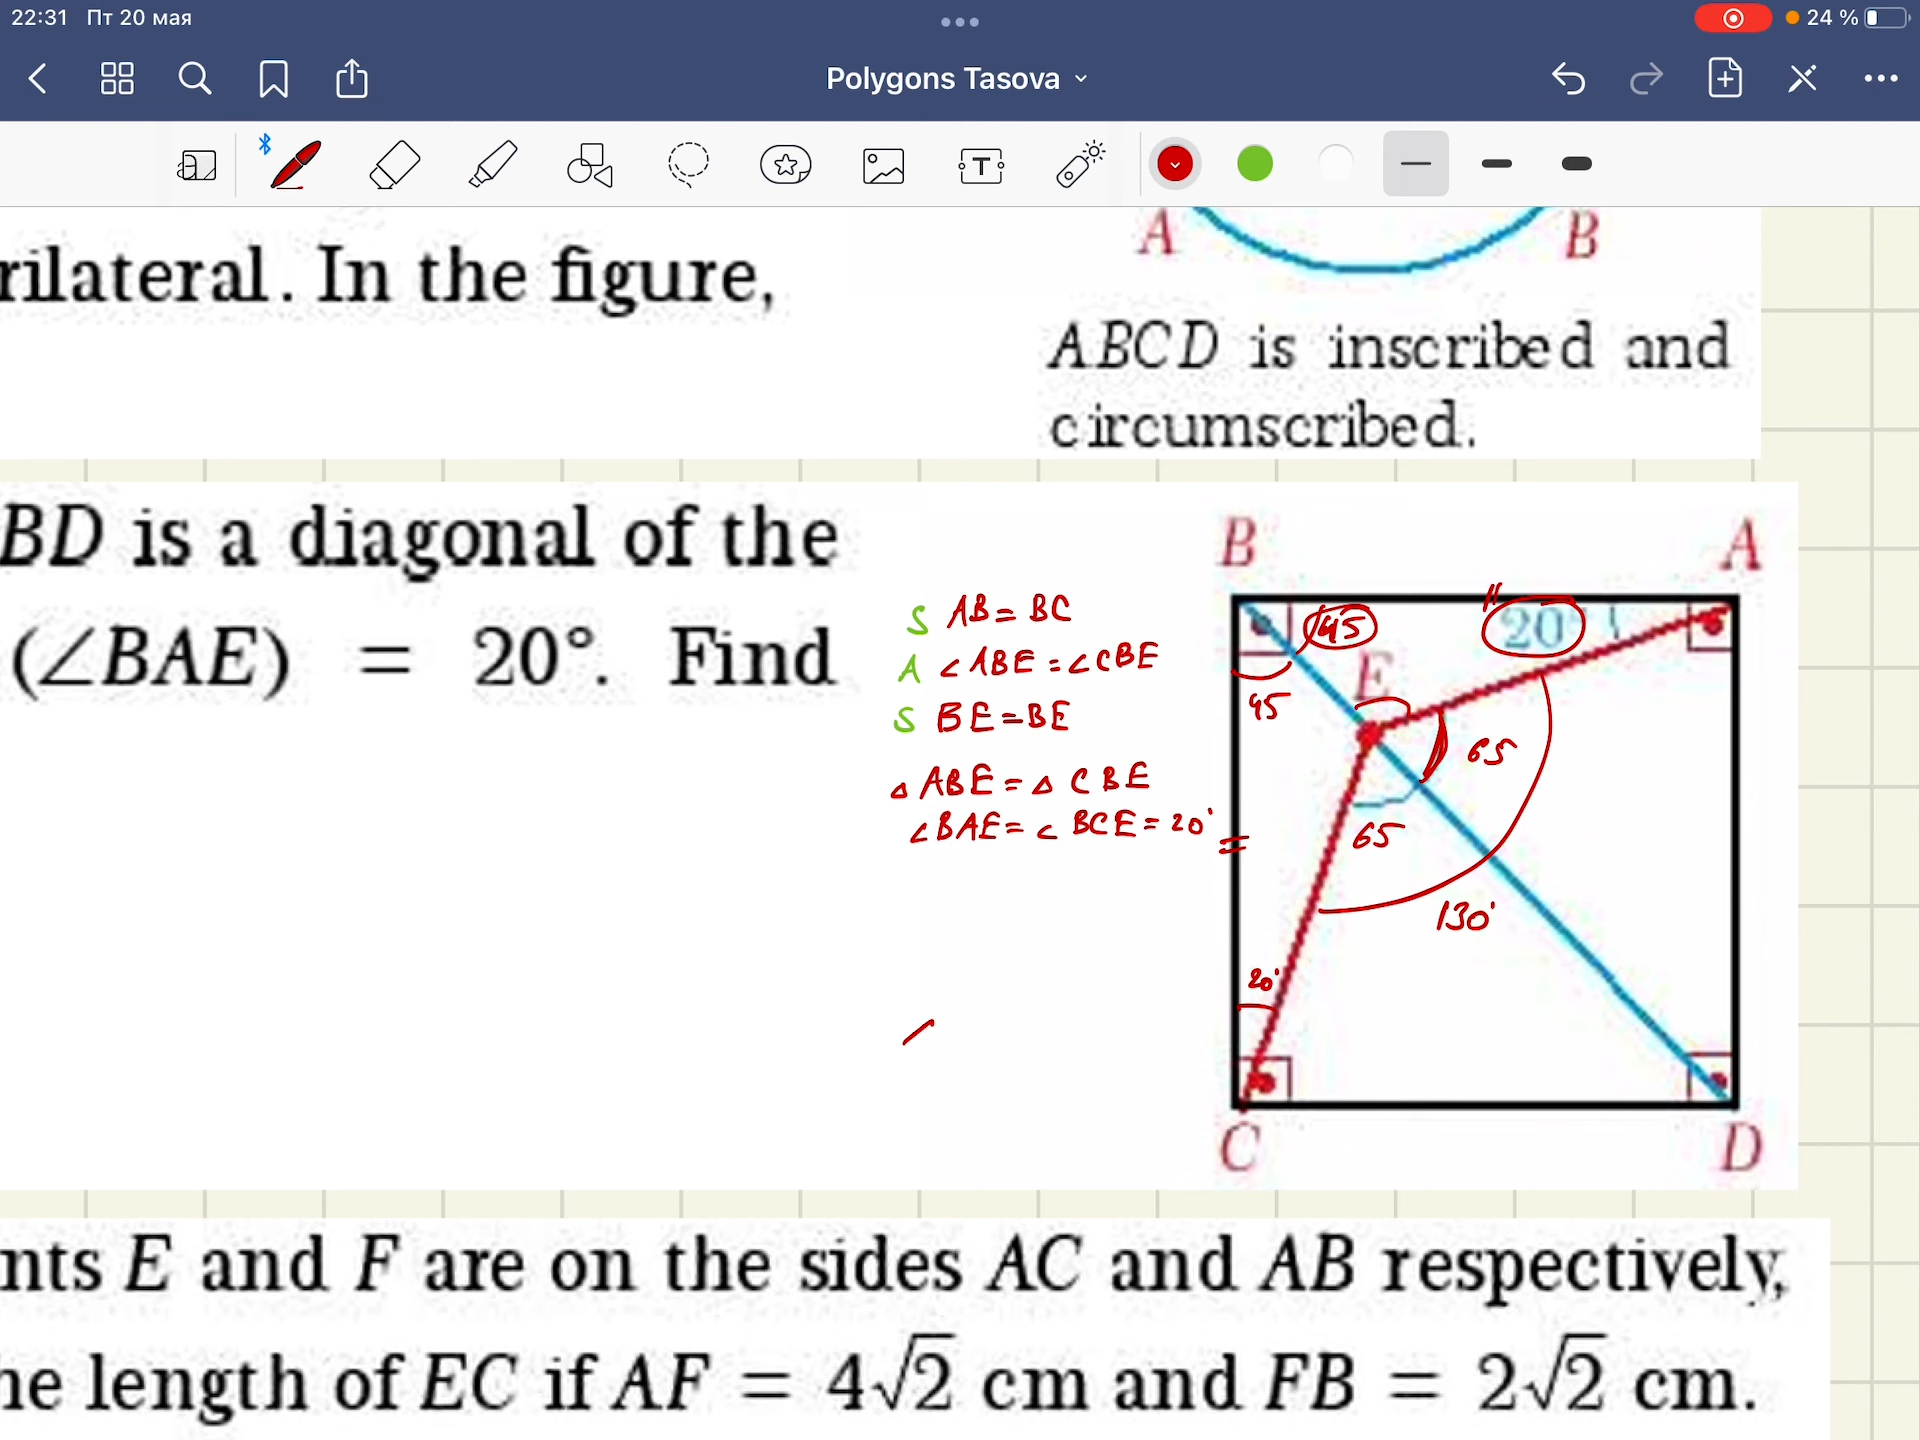 22:31 Пт 20 мая
24 %
Polygons Tasova
T
A B
rilateral. In the figure,
ABCD is inscribed and
circumscribed.
BD is a diagonal of the
(∠BAE) = 20°. Find
S AB = BC
A ∠ABE = ∠CBE
S BE = BE
△ABE = △CBE
∠BAE = ∠BCE = 20°
B A
45 20°
E
45
65
65
130°
20°
C D
nts E and F are on the sides AC and AB respectively,
he length of EC if AF = 4√2 cm and FB = 2√2 cm.